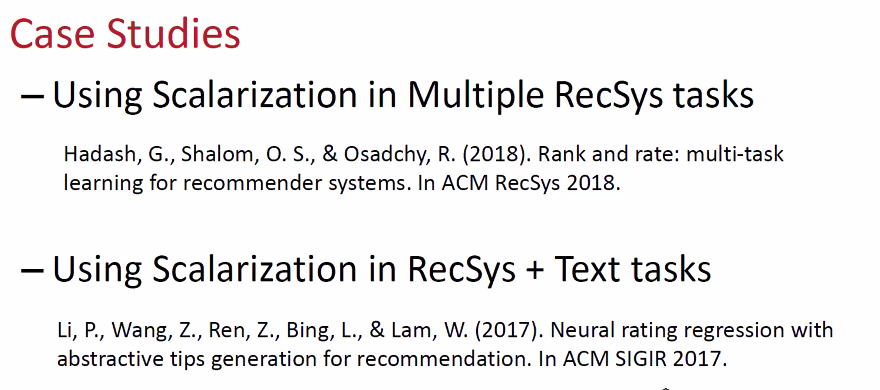 Case Studies
– Using Scalarization in Multiple RecSys tasks
Hadash, G., Shalom, O. S., & Osadchy, R. (2018). Rank and rate: multi-task
learning for recommender systems. In ACM RecSys 2018.
– Using Scalarization in RecSys + Text tasks
Li, P., Wang, Z., Ren, Z., Bing, L., & Lam, W. (2017). Neural rating regression with
abstractive tips generation for recommendation. In ACM SIGIR 2017.